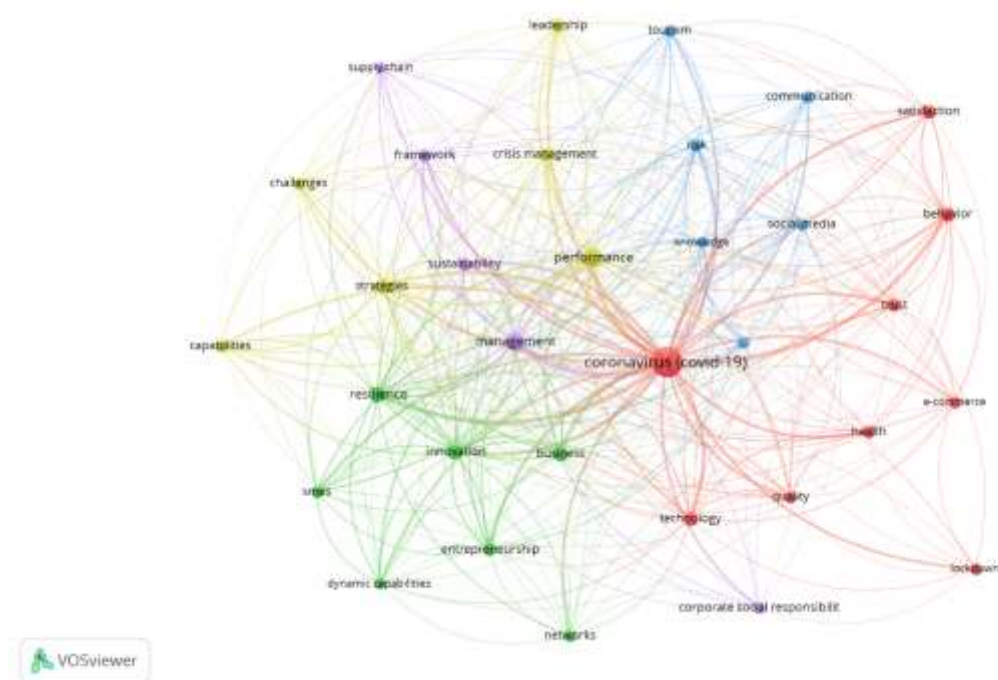 leadership
tourism
supply chain
communication
satisfaction
framework
crisis management
risk
challenges
behavior
social media
knowledge
performance
sustainability
strategies
trust
capabilities
management
coronavirus (covid-19)
resilience
e-commerce
health
innovation
business
smes
quality
technology
entrepreneurship
lockdown
dynamic capabilities
corporate social responsibilit
networks
VOSviewer